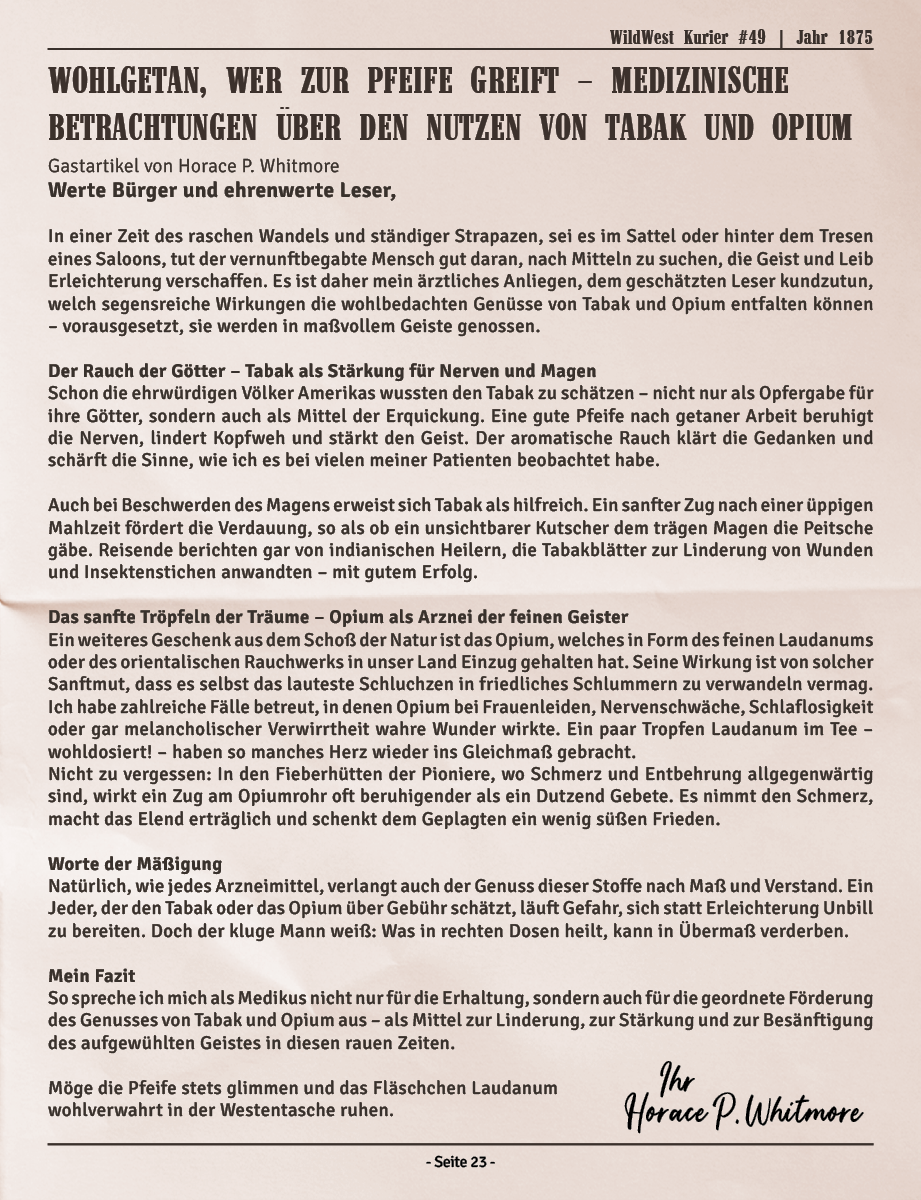 WildWest Kurier #49 | Jahr 1875
WOHLGETAN, WER ZUR PFEIFE GREIFT – MEDIZINISCHE
BETRACHTUNGEN ÜBER DEN NUTZEN VON TABAK UND OPIUM
Gastartikel von Horace P. Whitmore
Werte Bürger und ehrenwerte Leser,
In einer Zeit des raschen Wandels und ständiger Strapazen, sei es im Sattel oder hinter dem Tresen
eines Saloons, tut der vernunftbegabte Mensch gut daran, nach Mitteln zu suchen, die Geist und Leib
Erleichterung verschaffen. Es ist daher mein ärztliches Anliegen, dem geschätzten Leser kundzutun,
welch segensreiche Wirkungen die wohlbedachten Genüsse von Tabak und Opium entfalten können
– vorausgesetzt, sie werden in maßvollem Geiste genossen.
Der Rauch der Götter – Tabak als Stärkung für Nerven und Magen
Schon die ehrwürdigen Völker Amerikas wussten den Tabak zu schätzen – nicht nur als Opfergabe für
ihre Götter, sondern auch als Mittel der Erquickung. Eine gute Pfeife nach getaner Arbeit beruhigt
die Nerven, lindert Kopfweh und stärkt den Geist. Der aromatische Rauch klärt die Gedanken und
schärft die Sinne, wie ich es bei vielen meiner Patienten beobachtet habe.
Auch bei Beschwerden des Magens erweist sich Tabak als hilfreich. Ein sanfter Zug nach einer üppigen
Mahlzeit fördert die Verdauung, so als ob ein unsichtbarer Kutscher dem trägen Magen die Peitsche
gäbe. Reisende berichten gar von indianischen Heilern, die Tabakblätter zur Linderung von Wunden
und Insektenstichen anwandten – mit gutem Erfolg.
Das sanfte Tröpfeln der Träume – Opium als Arznei der feinen Geister
Ein weiteres Geschenk aus dem Schoß der Natur ist das Opium, welches in Form des feinen Laudanums
oder des orientalischen Rauchwerks in unser Land Einzug gehalten hat. Seine Wirkung ist von solcher
Sanftmut, dass es selbst das lauteste Schluchzen in friedliches Schlummern zu verwandeln vermag.
Ich habe zahlreiche Fälle betreut, in denen Opium bei Frauenleiden, Nervenschwäche, Schlaflosigkeit
oder gar melancholischer Verwirrtheit wahre Wunder wirkte. Ein paar Tropfen Laudanum im Tee –
wohldosiert! – haben so manches Herz wieder ins Gleichmaß gebracht.
Nicht zu vergessen: In den Fieberhütten der Pioniere, wo Schmerz und Entbehrung allgegenwärtig
sind, wirkt ein Zug am Opiumrohr oft beruhigender als ein Dutzend Gebete. Es nimmt den Schmerz,
macht das Elend erträglich und schenkt dem Geplagten ein wenig süßen Frieden.
Worte der Mäßigung
Natürlich, wie jedes Arzneimittel, verlangt auch der Genuss dieser Stoffe nach Maß und Verstand. Ein
Jeder, der den Tabak oder das Opium über Gebühr schätzt, läuft Gefahr, sich statt Erleichterung Unbill
zu bereiten. Doch der kluge Mann weiß: Was in rechten Dosen heilt, kann in Übermaß verderben.
Mein Fazit
So spreche ich mich als Medikus nicht nur für die Erhaltung, sondern auch für die geordnete Förderung
des Genusses von Tabak und Opium aus – als Mittel zur Linderung, zur Stärkung und zur Besänftigung
des aufgewühlten Geistes in diesen rauen Zeiten.
Möge die Pfeife stets glimmen und das Fläschchen Laudanum
wohlverwahrt in der Westentasche ruhen.
Ihr
Horace P. Whitmore
- Seite 23 -